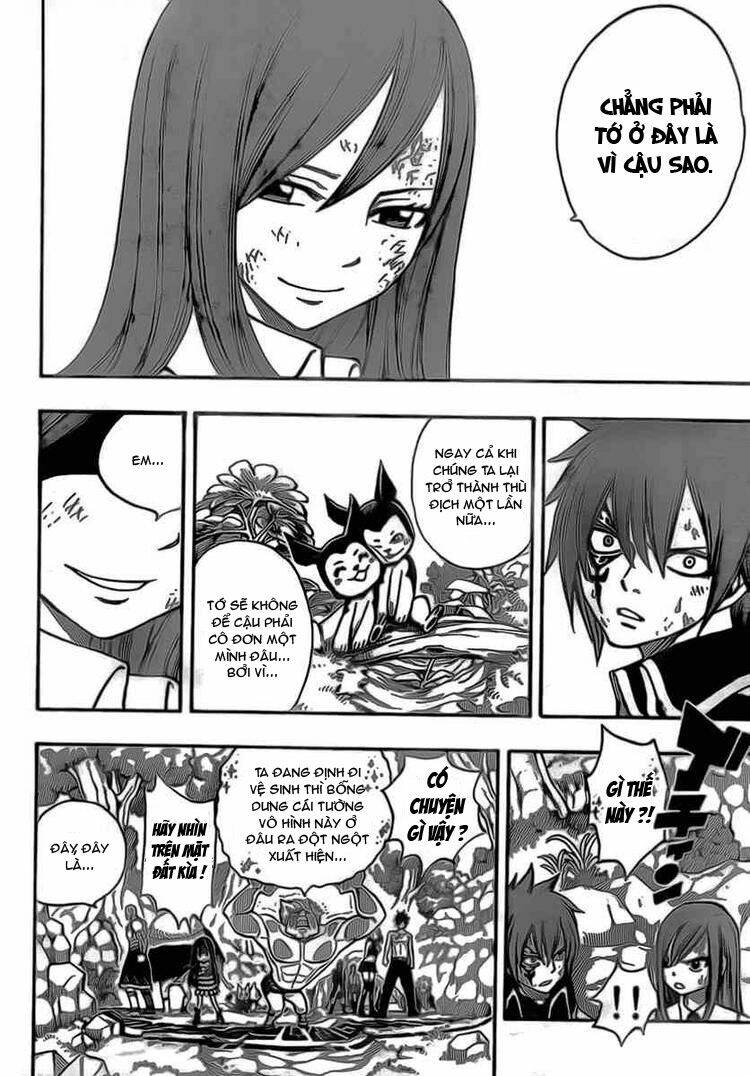 CHẲNG PHẢI
TỚ Ở ĐÂY LÀ
VÌ CẬU SAO.
NGAY CẢ KHI
CHÚNG TA LẠI
TRỞ THÀNH THÙ
ĐỊCH MỘT LẦN
NỮA...
TỚ SẼ KHÔNG
ĐỂ CẬU PHẢI
CÔ ĐƠN MỘT
MÌNH ĐÂU...
BỞI VÌ...
EM...
GÌ THẾ
NÀY ?!
!!
CÓ
CHUYỆN
GÌ VẬY ?
TA ĐANG ĐỊNH ĐI
VỆ SINH THÌ BỖNG
DUNG CÁI TƯỜNG
VÔ HÌNH NÀY Ở
ĐÂU RA ĐỘT NGỘT
XUẤT HIỆN...
HÃY NHÌN
TRÊN MẶT
ĐẤT KÌA !
ĐÂY, ĐÂY
LÀ...